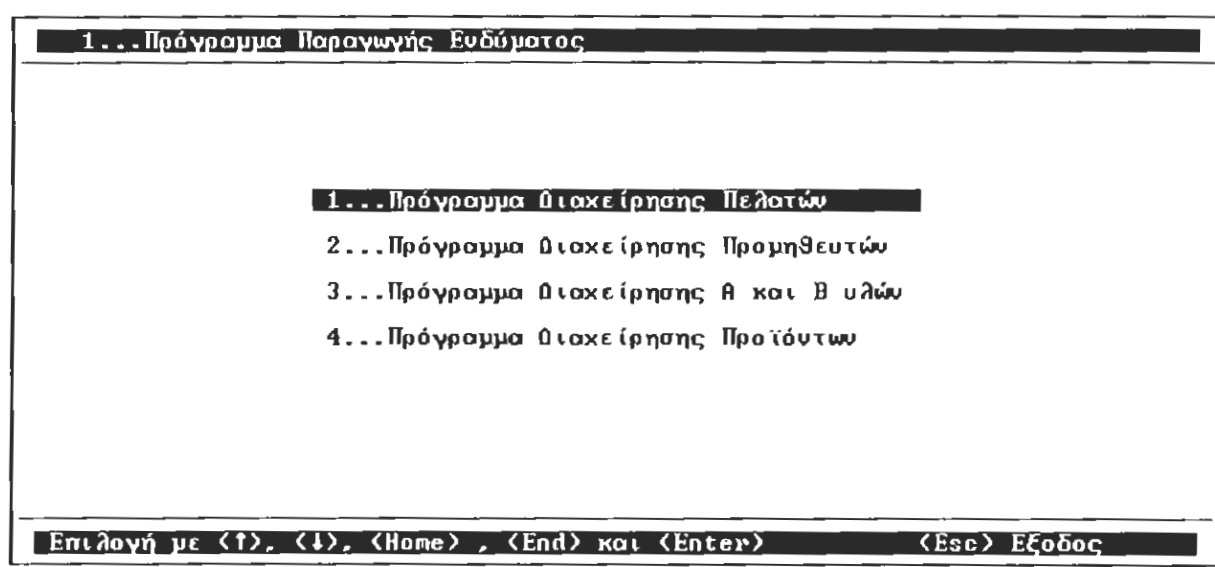 1...Πρόγραμμα Παραγωγής Ενδύματος
1...Πρόγραμμα Διαχείρησης Πελατών
2...Πρόγραμμα Διαχείρησης Προμηθευτών
3...Πρόγραμμα Διαχείρησης Α και Β υλών
4...Πρόγραμμα Διαχείρησης Προϊόντων
Επιλογή με <↑>, <↓>, <Home> , <End> και <Enter> <Esc> Εξοδος